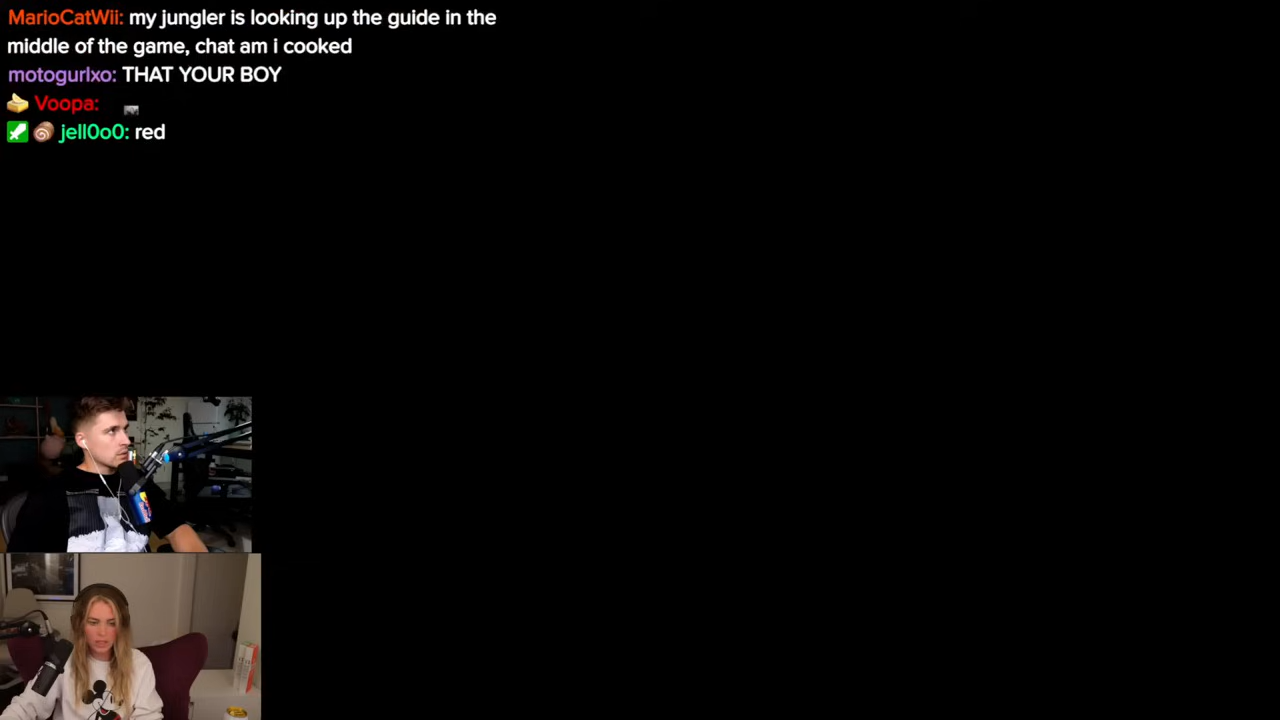 MarioCatWii: my jungler is looking up the guide in the
middle of the game, chat am i cooked
motogurlxo: THAT YOUR BOY
Voopa:
jell0o0: red